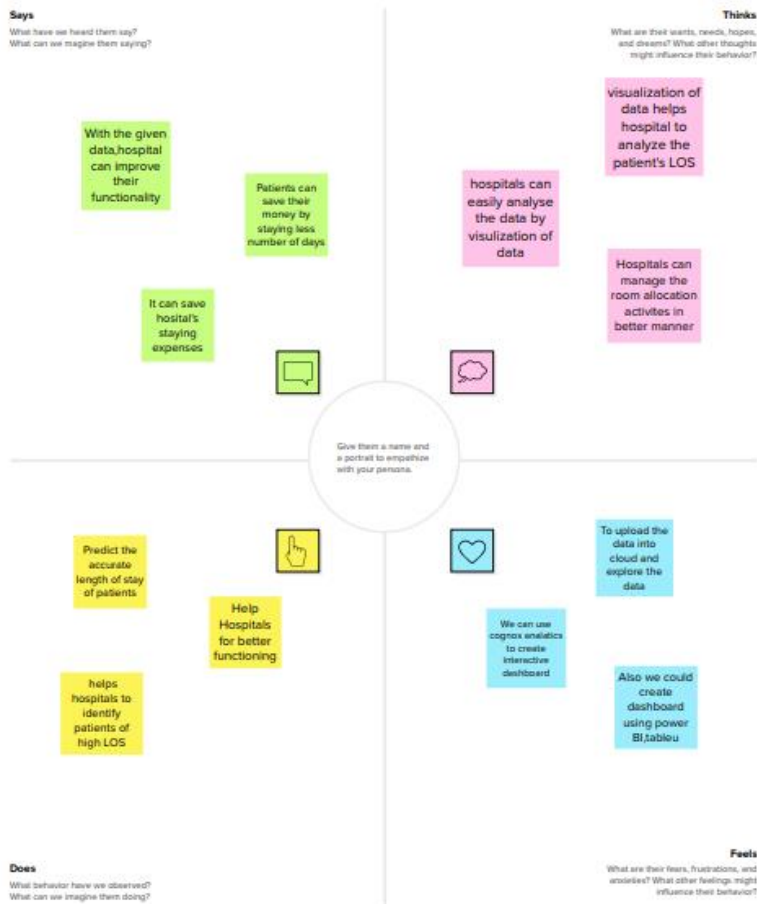 Says
What have we heard them say?
What can we magine them saying?
With the given
data,hospital
can improve
their
functionality
Patients can
save their
money by
staying less
number of days
It can save
hosital's
staying
expenses
Thinks
What are their wants, needs, hopes,
and dreams? What other thoughts
might influence their behavior?
visualization of
data helps
hospital to
analyze the
patient's LOS
hospitals can
easily analyse
the data by
visulization of
data
Hospitals can
manage the
room allocation
activites in
better manner
Give them a name and
a portrait to empathize
with your persona.
Predict the
accurate
length of stay
of patients
Help
Hospitals
for better
functioning
helps
hospitals to
identify
patients of
high LOS
Does
What behavior have we observed?
What can we imagine them doing?
To upload the
data into
cloud and
explore the
data
We can use
cognox analatics
to create
interactive
dashboard
Also we could
create
dashboard
using power
BI,tableu
Feels
What are their fears, frustrations, and
anxieties? What other feelings might
influence their behavior?